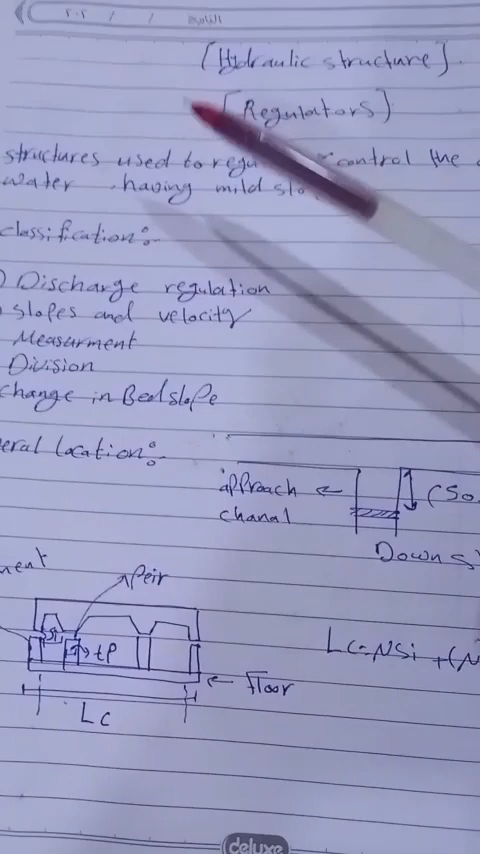 [Hydraulic structure].
[Regulators]
structures used to regu control the
water having mild slo
classification:-
Discharge regulation
slopes and velocity
Measurment
Division
change in Bedslope
eral location:-
approach
chanal
(So
Down s
Peir
tP
Lc = NSi + (N
Floor
Lc
deluxe